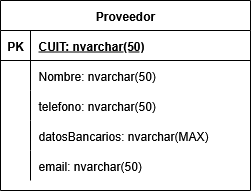 Proveedor
PK CUIT: nvarchar(50)
Nombre: nvarchar(50)
telefono: nvarchar(50)
datosBancarios: nvarchar(MAX)
email: nvarchar(50)